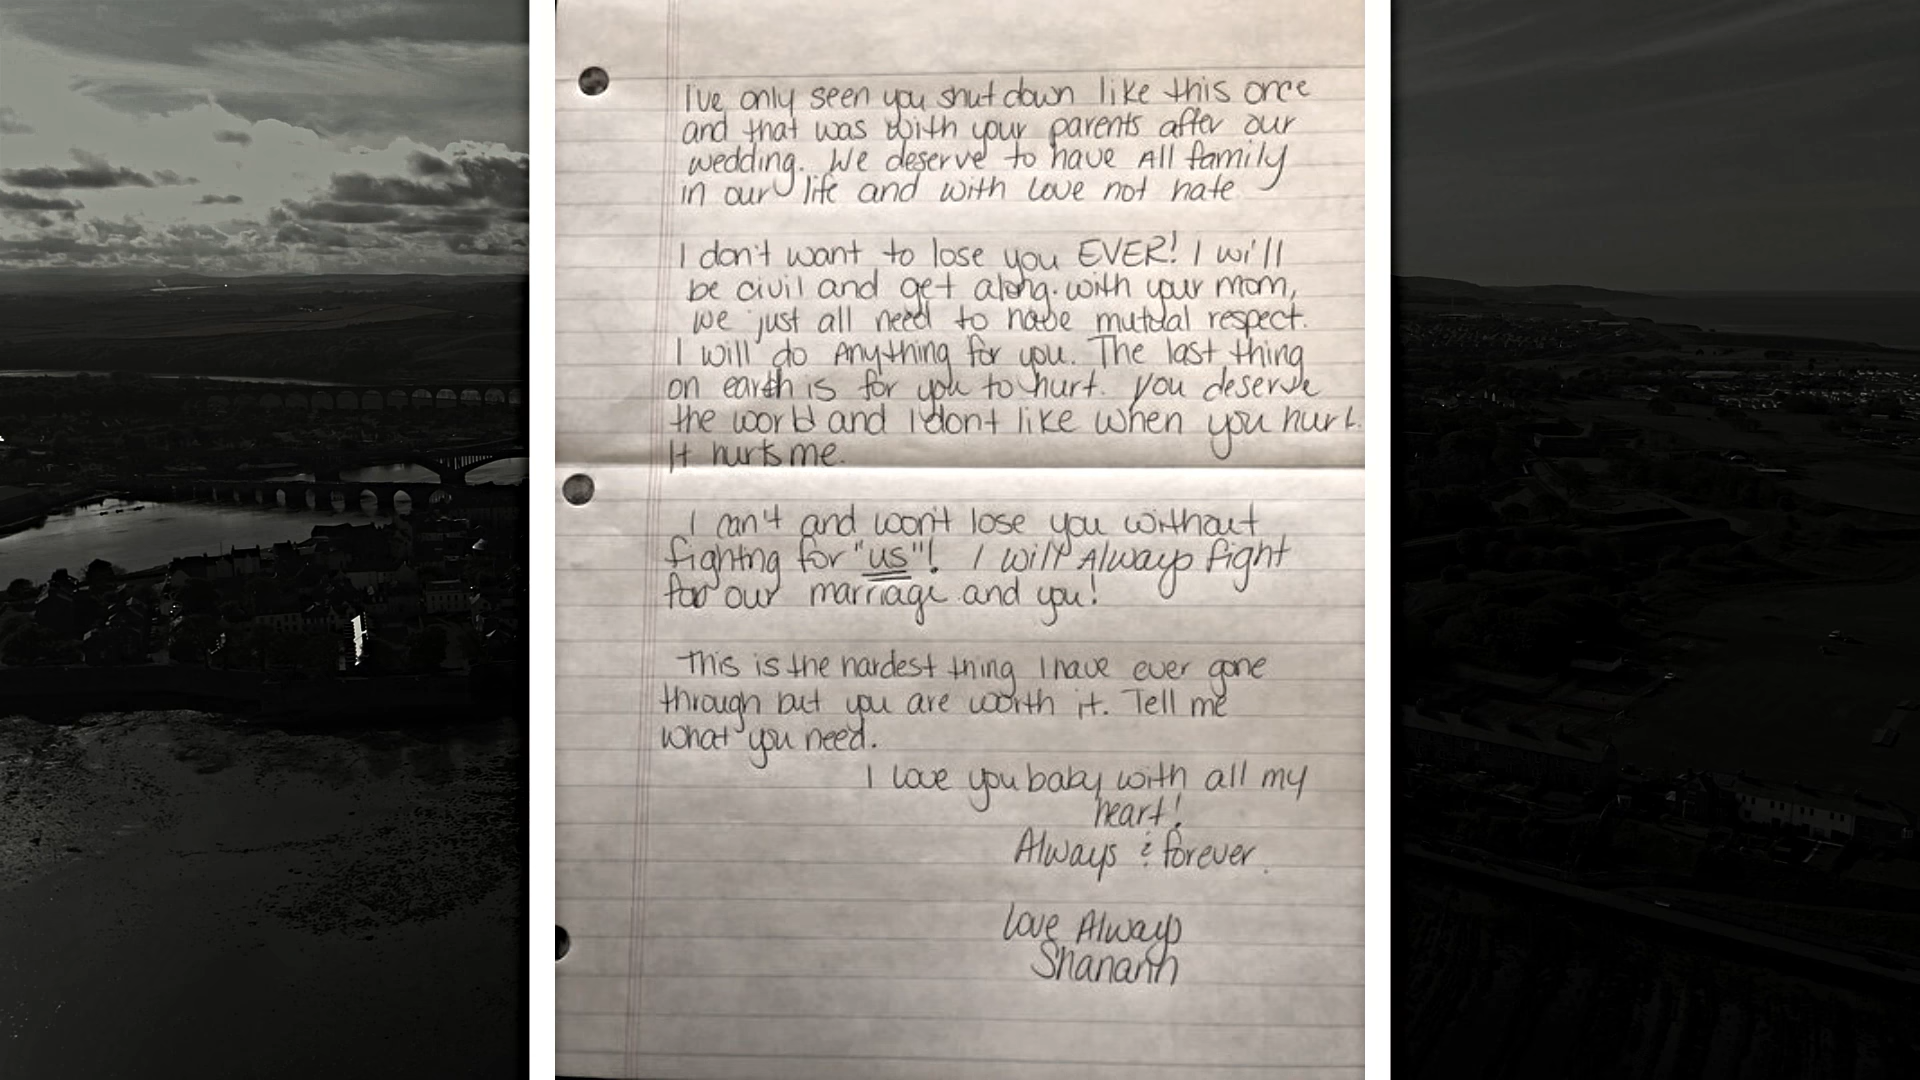 I've only seen you shut down like this once
and that was with your parents after our
wedding. We deserve to have All family
in our life and with love not hate
I don't want to lose you EVER! I will
be civil and get along with your mom,
we just all need to have mutual respect.
I will do Anything for you. The last thing
on earth is for you to hurt. you deserve
the world and I dont like when you hurt.
It hurts me.
I can't and won't lose you without
fighting for "us"! I will Always fight
for our marriage and you!
This is the hardest thing I have ever gone
through but you are worth it. Tell me
what you need.
I love you baby with all my
heart!
Always & forever.
Love Always
Shanann